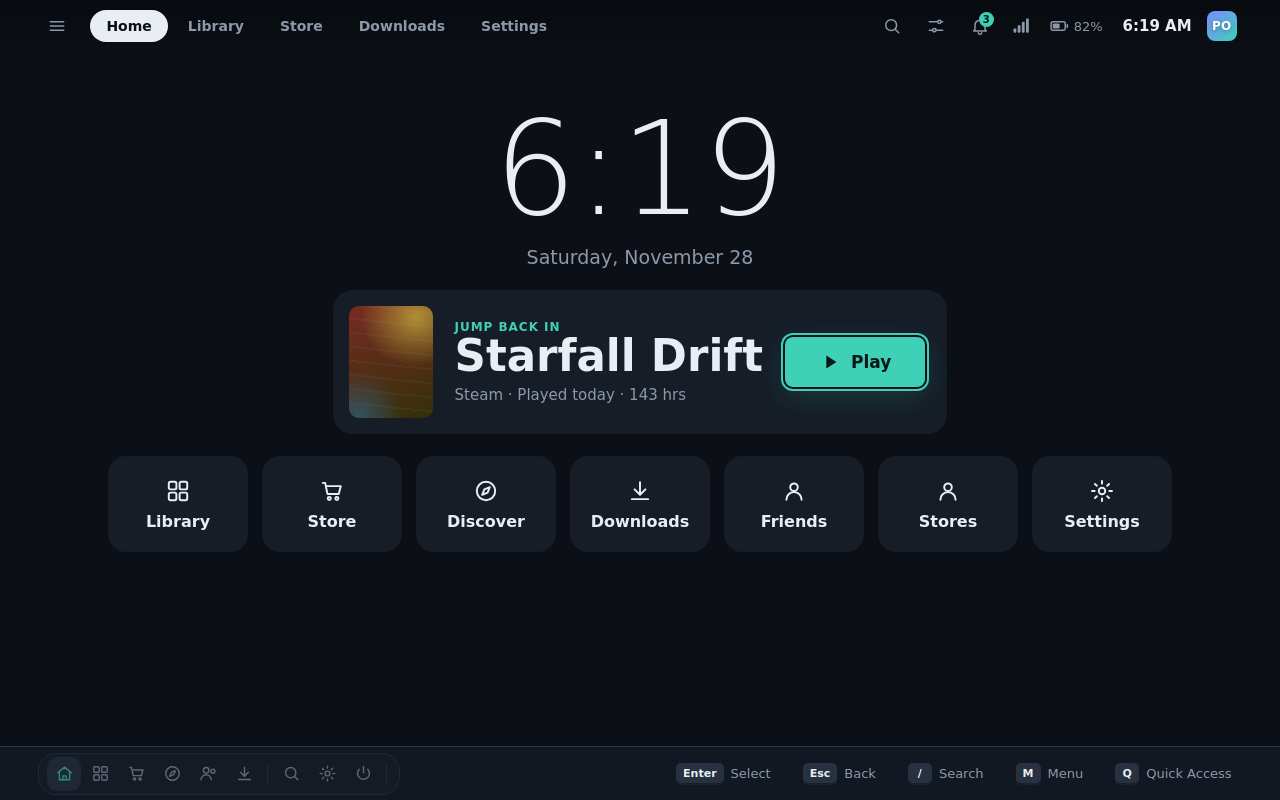 Home Library Store Downloads Settings 3 82% 6:19 AM PO
6:19
Saturday, November 28
JUMP BACK IN
Starfall Drift
Steam · Played today · 143 hrs
Play
Library Store Discover Downloads Friends Stores Settings
Enter Select Esc Back / Search M Menu Q Quick Access